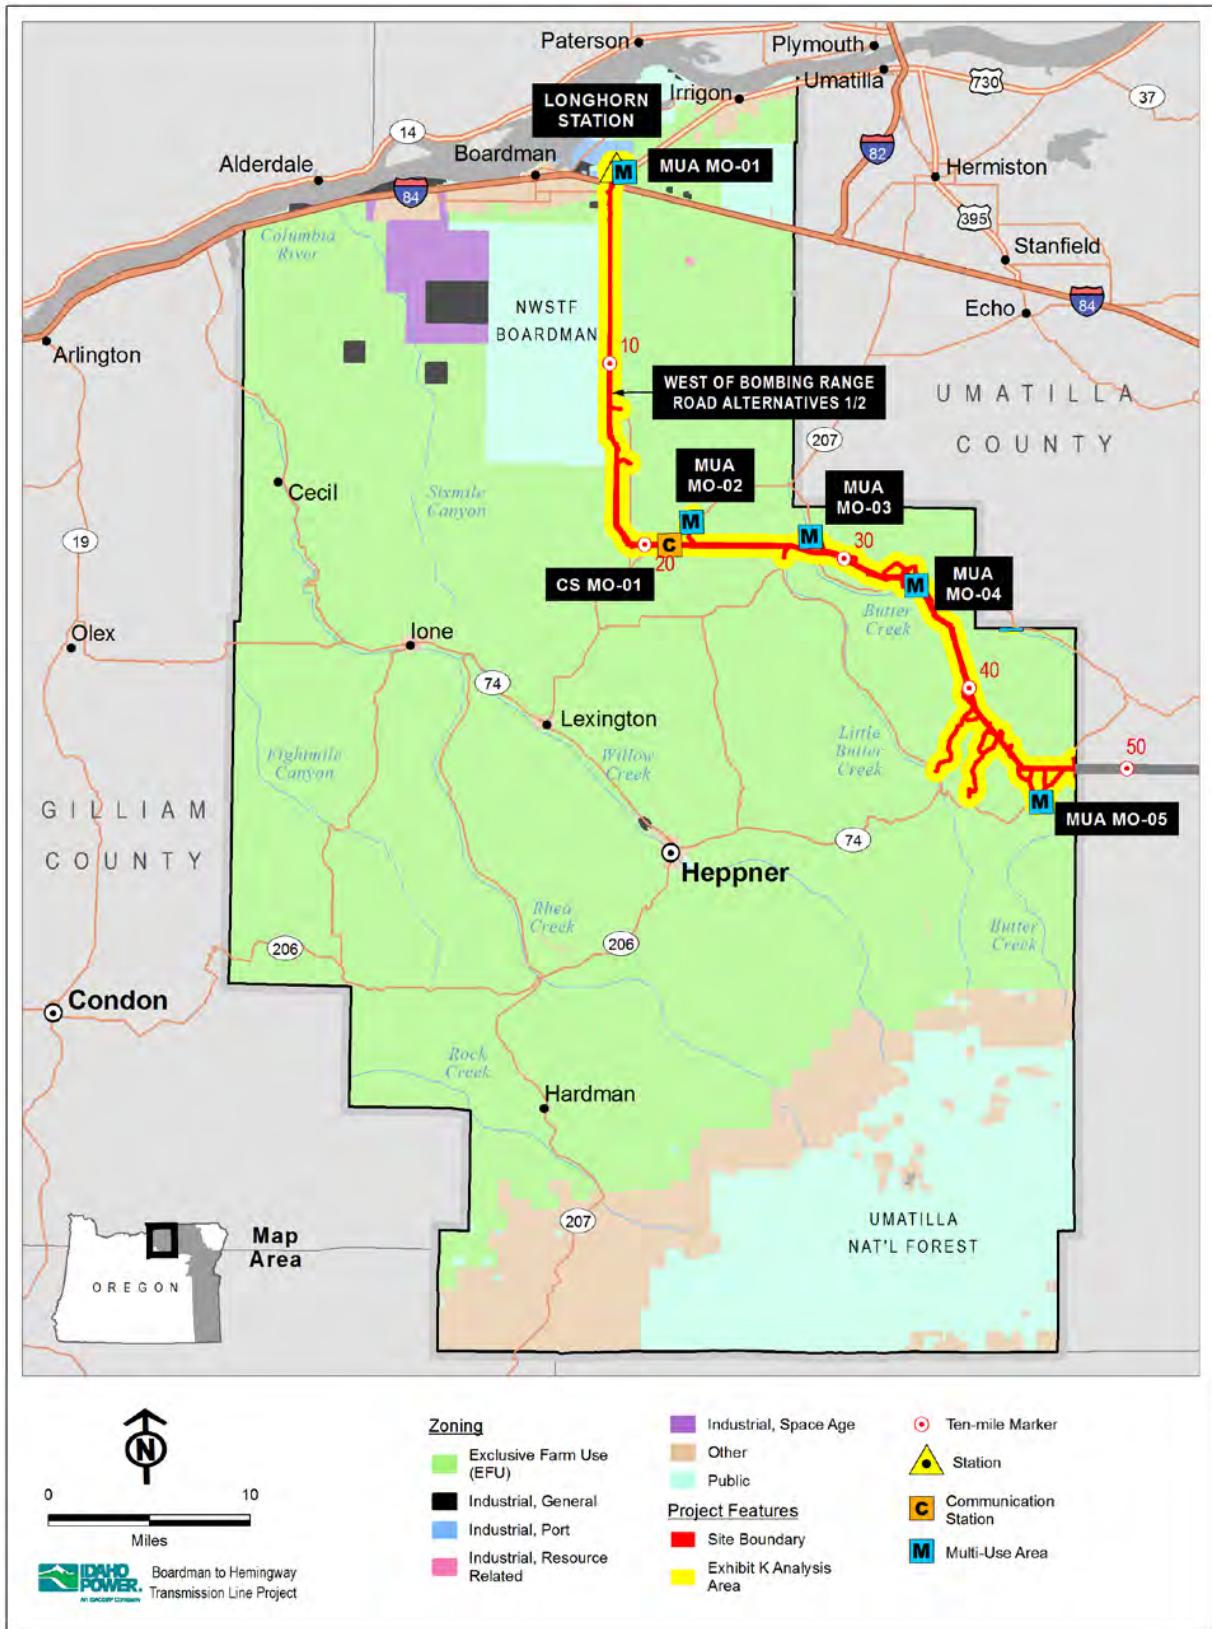 Paterson
Plymouth
Umatilla
730
37
LONGHORN
STATION
Irrigon
14
Boardman
MUA MO-01
M
82
Hermiston
Alderdale
84
395
Columbia
River
Stanfield
NWSTF
BOARDMAN
84
Echo
Arlington
10
WEST OF BOMBING RANGE
ROAD ALTERNATIVES 1/2
UMATILLA
COUNTY
207
MUA
MO-02
MUA
MO-03
Cecil
Sixmile
Canyon
M
M
19
C
20
30
CS MO-01
M
MUA
MO-04
Butter
Creek
Olex
Ione
74
40
Lexington
Little
Butter
Creek
Willow
Creek
Eightmile
Canyon
50
M
MUA MO-05
GILLIAM
COUNTY
74
Heppner
Rhea
Creek
Butter
Creek
206
206
Condon
Rock
Creek
Hardman
207
UMATILLA
NAT'L FOREST
Map
Area
OREGON
N
0
10
Miles
IDAHO
POWER.
AN IDACORP COMPANY
Boardman to Hemingway
Transmission Line Project
Zoning
Exclusive Farm Use
(EFU)
Industrial, General
Industrial, Port
Industrial, Resource
Related
Industrial, Space Age
Other
Public
Project Features
Site Boundary
Exhibit K Analysis
Area
Ten-mile Marker
Station
C
Communication
Station
M
Multi-Use Area